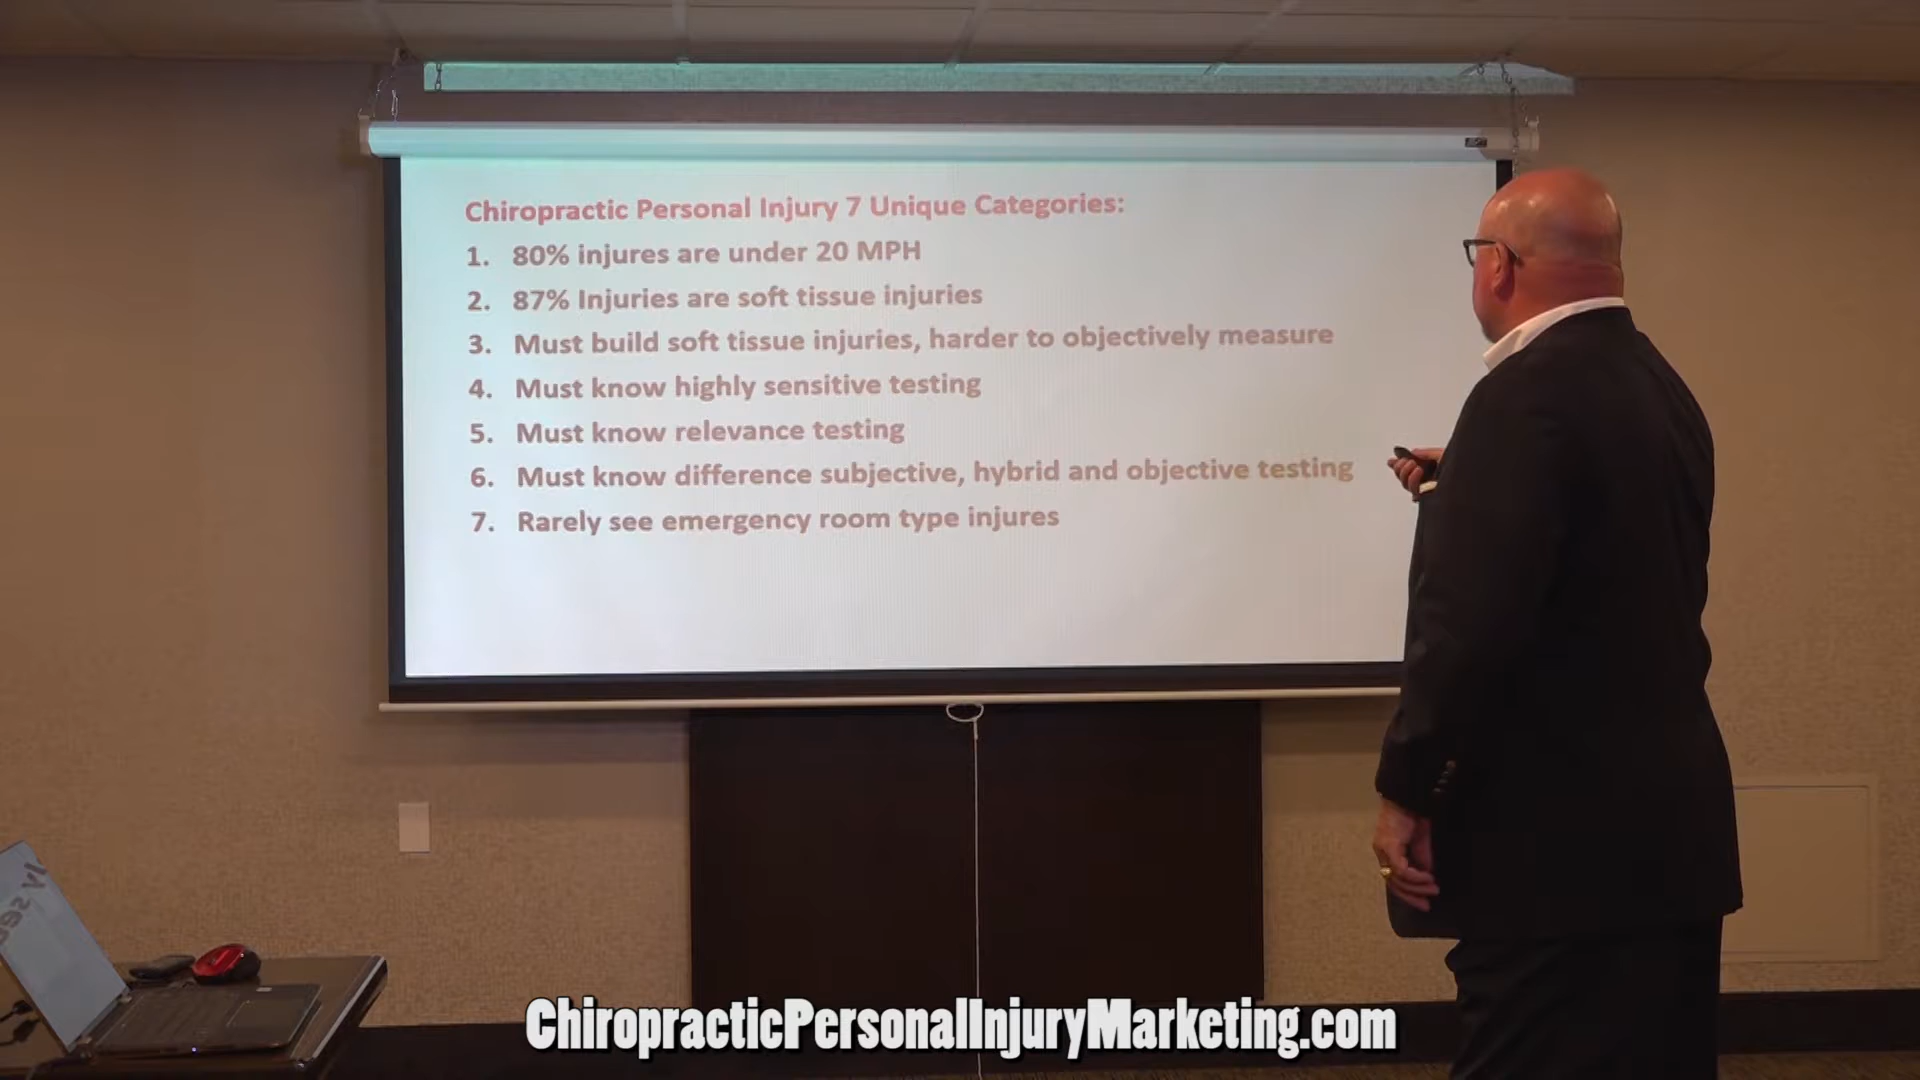 Chiropractic Personal Injury 7 Unique Categories:
1. 80% injures are under 20 MPH
2. 87% Injuries are soft tissue injuries
3. Must build soft tissue injuries, harder to objectively measure
4. Must know highly sensitive testing
5. Must know relevance testing
6. Must know difference subjective, hybrid and objective testing
7. Rarely see emergency room type injures
ly see
ChiropracticPersonalInjuryMarketing.com